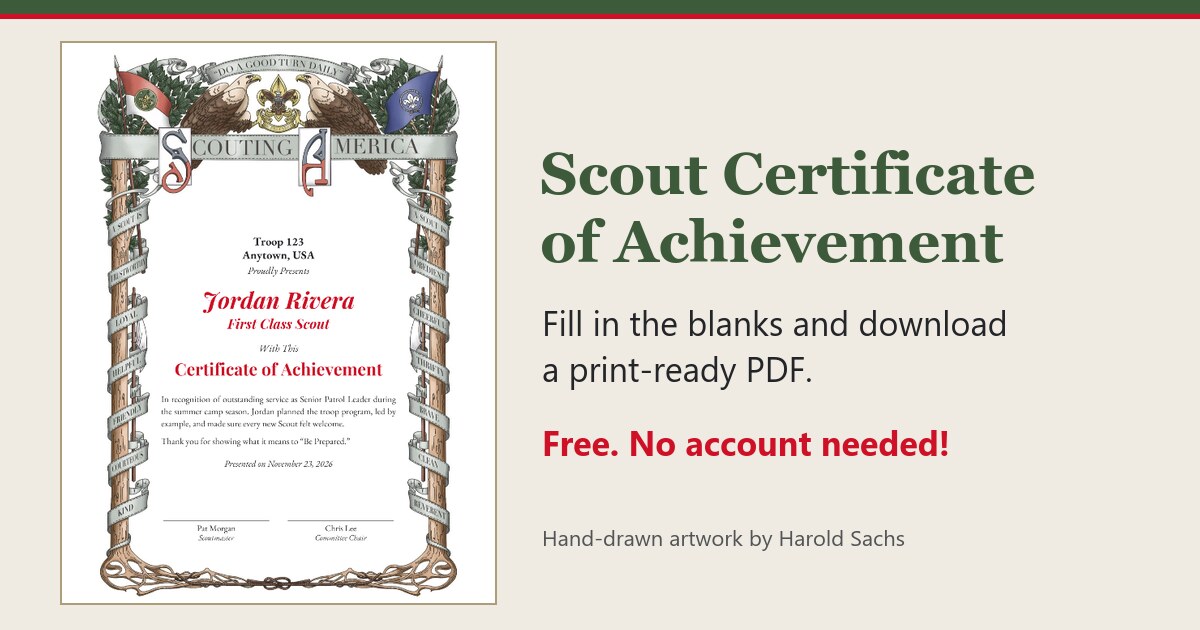 "DO A GOOD TURN DAILY"
SCOUTING AMERICA
A SCOUT IS
TRUSTWORTHY
LOYAL
HELPFUL
FRIENDLY
COURTEOUS
KIND
A SCOUT IS
OBEDIENT
CHEERFUL
THRIFTY
BRAVE
CLEAN
REVERENT
Troop 123
Anytown, USA
Proudly Presents
Jordan Rivera
First Class Scout
With This
Certificate of Achievement
In recognition of outstanding service as Senior Patrol Leader during
the summer camp season. Jordan planned the troop program, led by
example, and made sure every new Scout felt welcome.
Thank you for showing what it means to “Be Prepared.”
Presented on November 23, 2026
Pat Morgan
Scoutmaster
Chris Lee
Committee Chair
Scout Certificate
of Achievement
Fill in the blanks and download
a print-ready PDF.
Free. No account needed!
Hand-drawn artwork by Harold Sachs